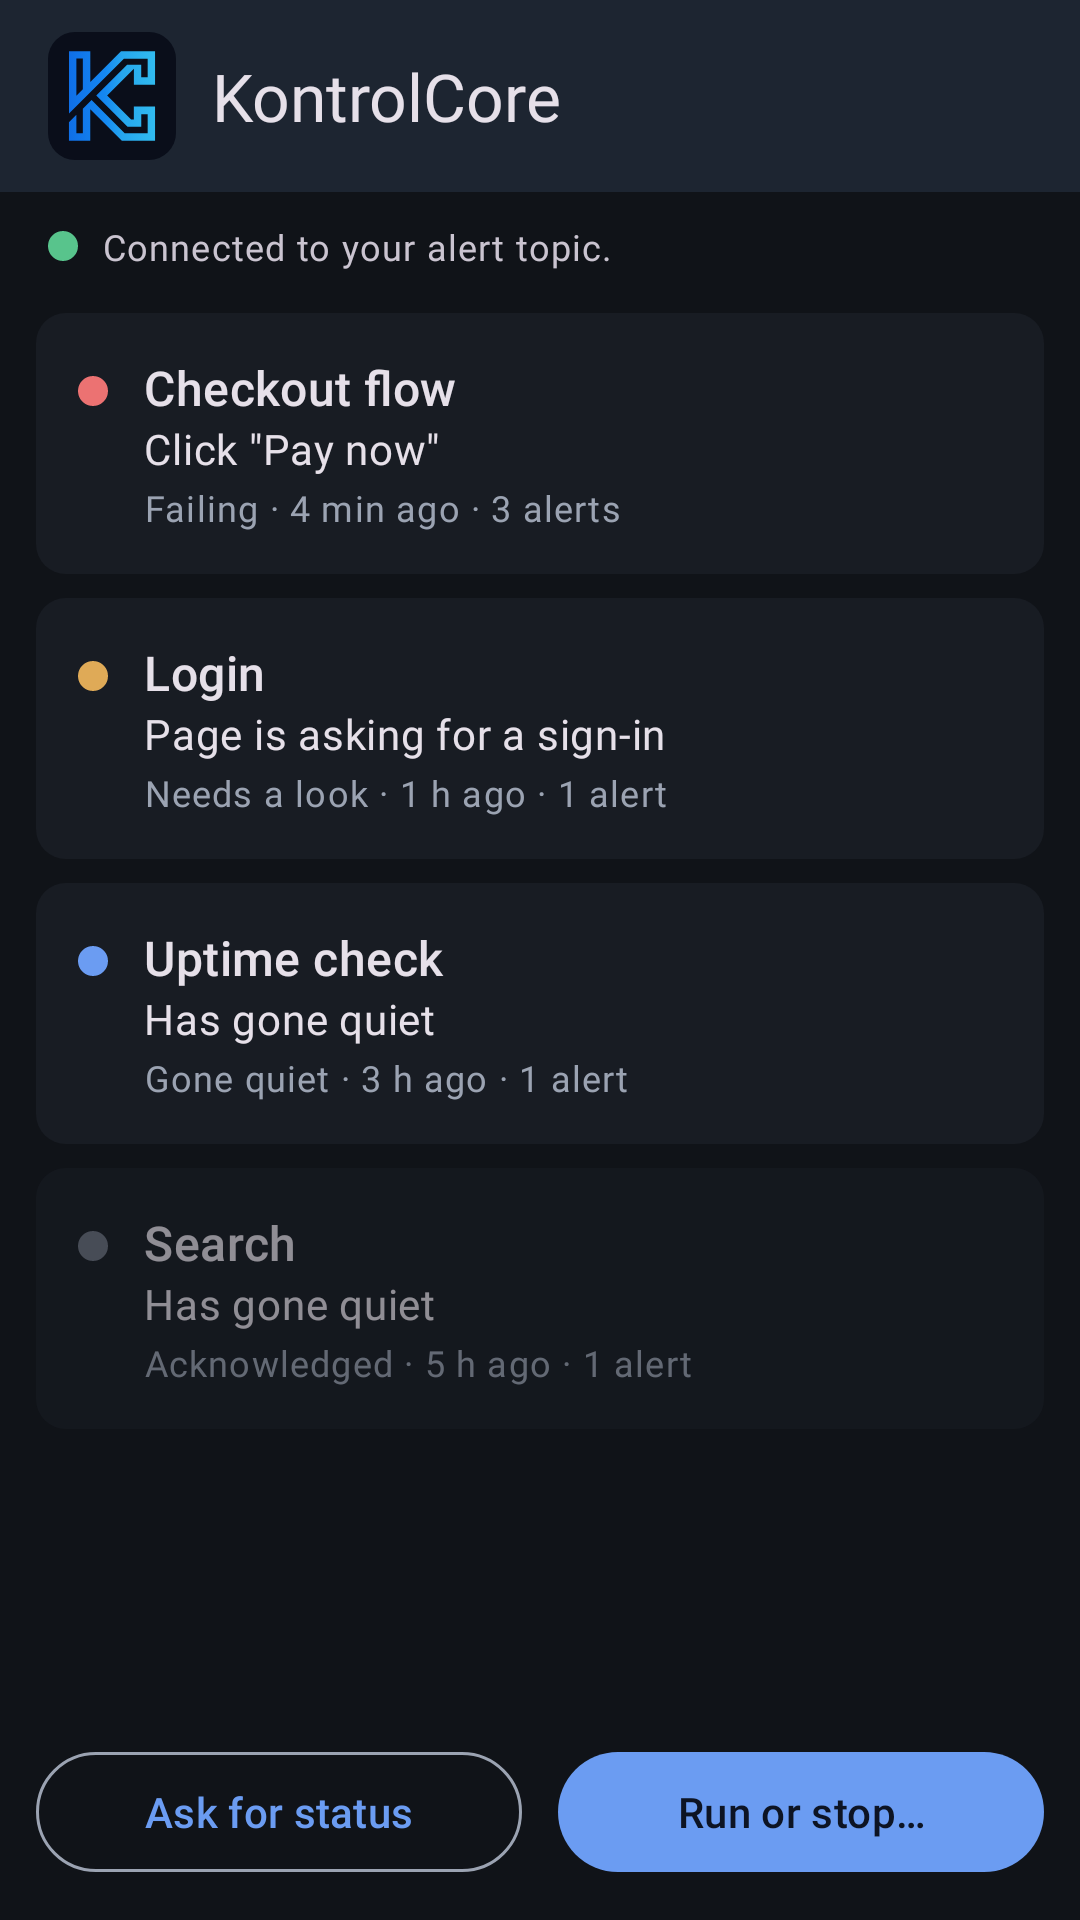 KontrolCore
Connected to your alert topic.
Checkout flow
Click "Pay now"
Failing · 4 min ago · 3 alerts
Login
Page is asking for a sign-in
Needs a look · 1 h ago · 1 alert
Uptime check
Has gone quiet
Gone quiet · 3 h ago · 1 alert
Search
Has gone quiet
Acknowledged · 5 h ago · 1 alert
Ask for status
Run or stop…